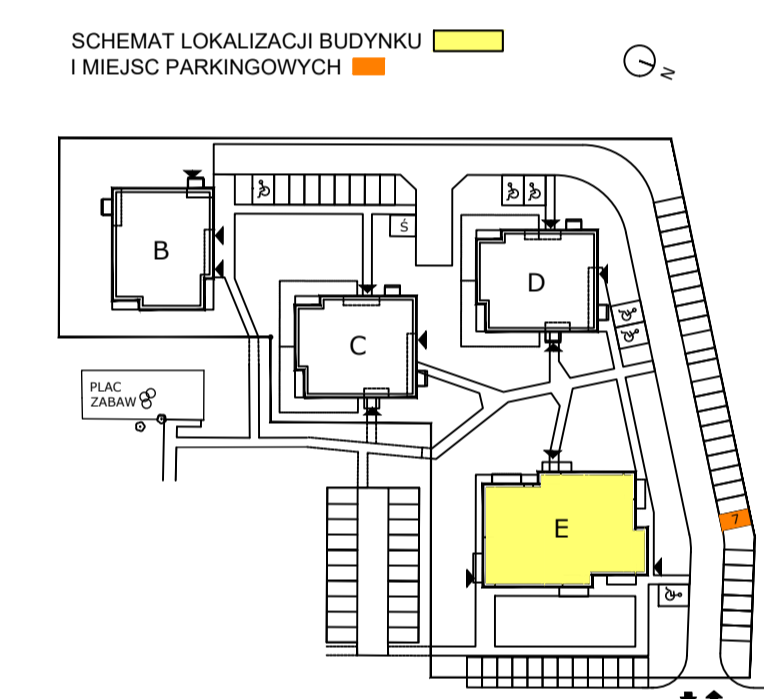 SCHEMAT LOKALIZACJI BUDYNKU
I MIEJSC PARKINGOWYCH
N
B
Ś
D
C
PLAC
ZABAW
E
7